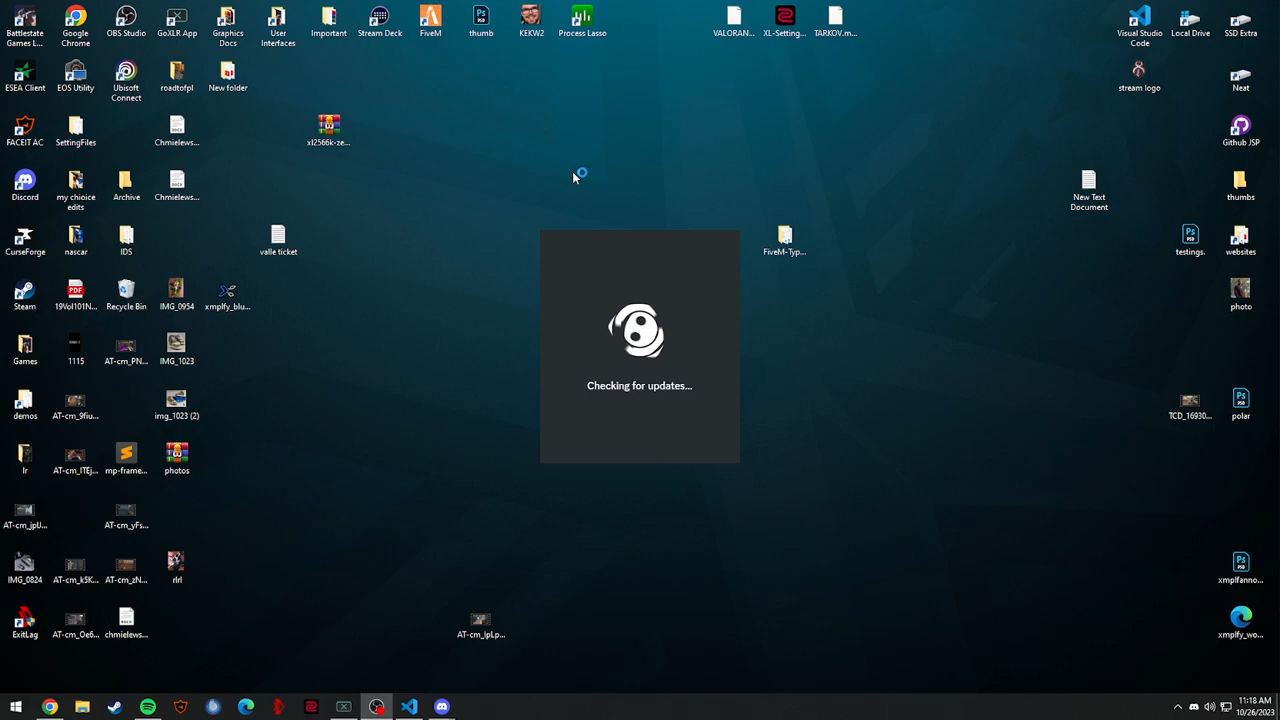 Battlestate
Games L...
Google
Chrome
OBS Studio
GoXLR App
Graphics
Docs
User
Interfaces
Important
Stream Deck
FiveM
thumb
KEKW2
Process Lasso
VALORAN...
XL-Setting...
TARKOV.m...
Visual Studio
Code
Local Drive
SSD Extra
ESEA Client
EOS Utility
Ubisoft
Connect
roadtofpl
New folder
stream logo
Neat
FACEIT AC
SettingFiles
Chmielews...
xl2566k-ze...
Github JSP
Discord
my chioice
edits
Archive
Chmielews...
New Text
Document
thumbs
CurseForge
nascar
IDS
valle ticket
FiveM-Typ...
testings.
websites
Steam
19Vol101N...
Recycle Bin
IMG_0954
xmplfy_blu...
photo
Games
1115
AT-cm_PN...
IMG_1023
Checking for updates...
demos
AT-cm_9fiu...
img_1023 (2)
TCD_16930...
polar
lr
AT-cm_ITEj...
mp-frame...
photos
AT-cm_jpU...
AT-cm_yFs...
IMG_0824
AT-cm_k5K...
AT-cm_zN...
rlrl
xmplfanno...
ExitLag
AT-cm_Oe6...
chmielews...
AT-cm_lpLp...
xmplfy_wo...
11:18 AM
10/26/2023